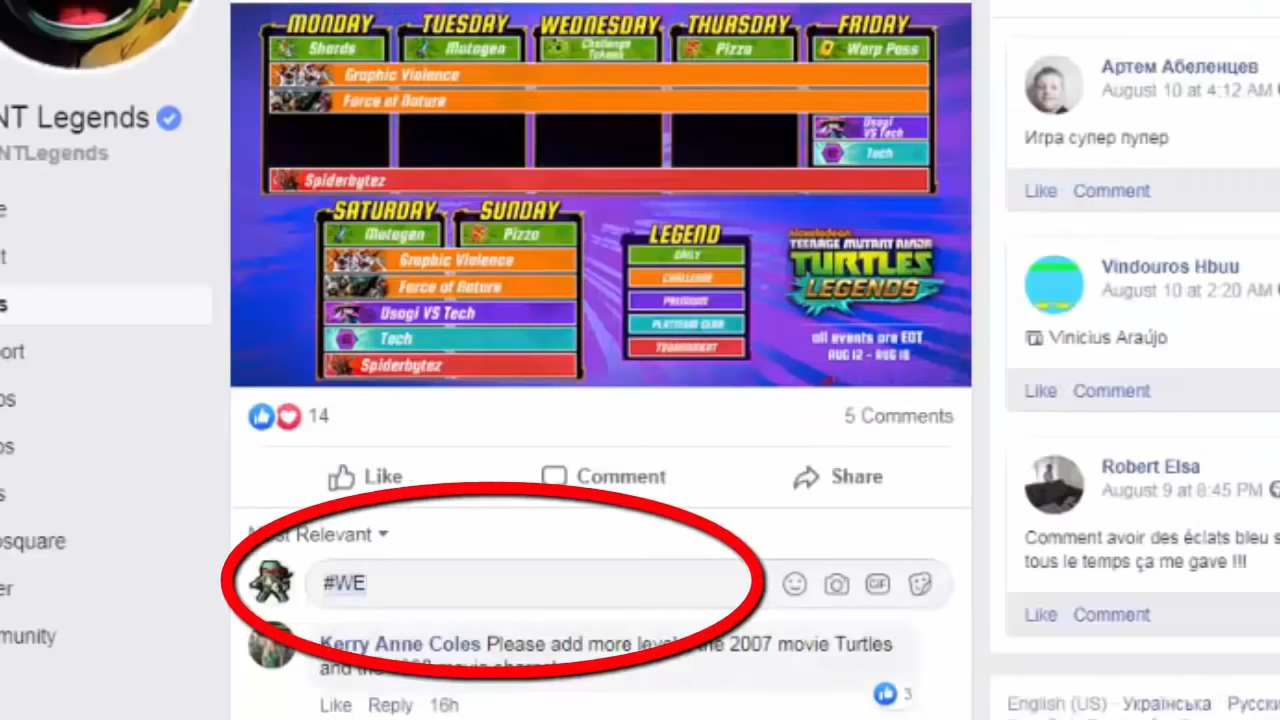 MONDAY TUESDAY WEDNESDAY THURSDAY FRIDAY
Shards Mutagen Challenge Tokens Pizza Warp Pass
Graphic Violence
Force of Nature
Usagi VS Tech
Tech
Spiderbytez
SATURDAY SUNDAY
Mutagen Pizza
Graphic Violence
Force of Nature
Usagi VS Tech
Tech
Spiderbytez
LEGEND
DAILY
CHALLENGE
PREMIUM
PLATINUM GEAR
TOURNAMENT
nickelodeon
TEENAGE MUTANT NINJA
TURTLES
LEGENDS
all events are EDT
AUG 12 - AUG 18
NT Legends
NTLegends
e
t
s
ort
os
os
s
osquare
er
munity
14
5 Comments
Like Comment Share
Relevant
#WE
Kerry Anne Coles Please add more the 2007 movie Turtles
and movie
Like Reply 16h
3
Артем Абеленцев
August 10 at 4:12 AM
Игра супер пупер
Like Comment
Vindouros Hbuu
August 10 at 2:20 AM
Vinicius Araújo
Like Comment
Robert Elsa
August 9 at 8:45 PM
Comment avoir des éclats bleu s
tous le temps ça me gave !!!
Like Comment
English (US) · Українська · Русски